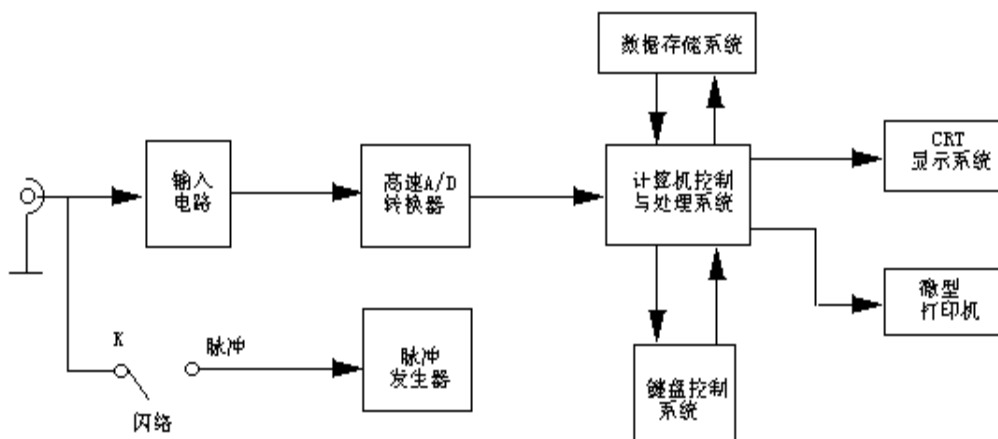 数据存储系统
CRT
显示系统
输入
电路
高速A/D
转换器
计算机控制
与处理系统
微型
打印机
K
脉冲
脉冲
发生器
键盘控制
系统
闪络